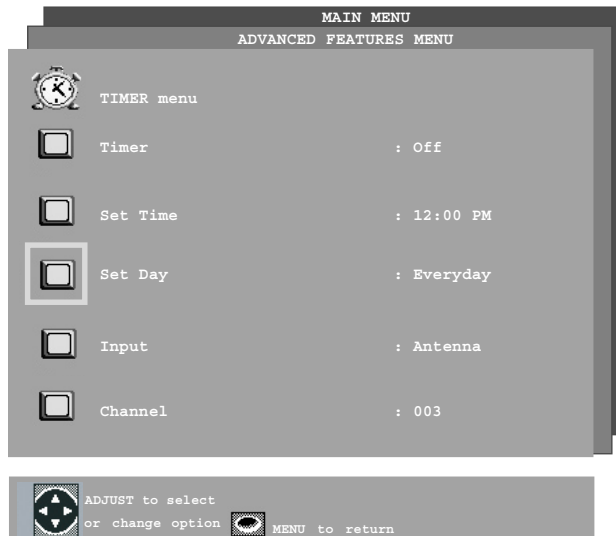 MAIN MENU
ADVANCED FEATURES MENU
TIMER menu
Timer : Off
Set Time : 12:00 PM
Set Day : Everyday
Input : Antenna
Channel : 003
ADJUST to select
or change option MENU to return